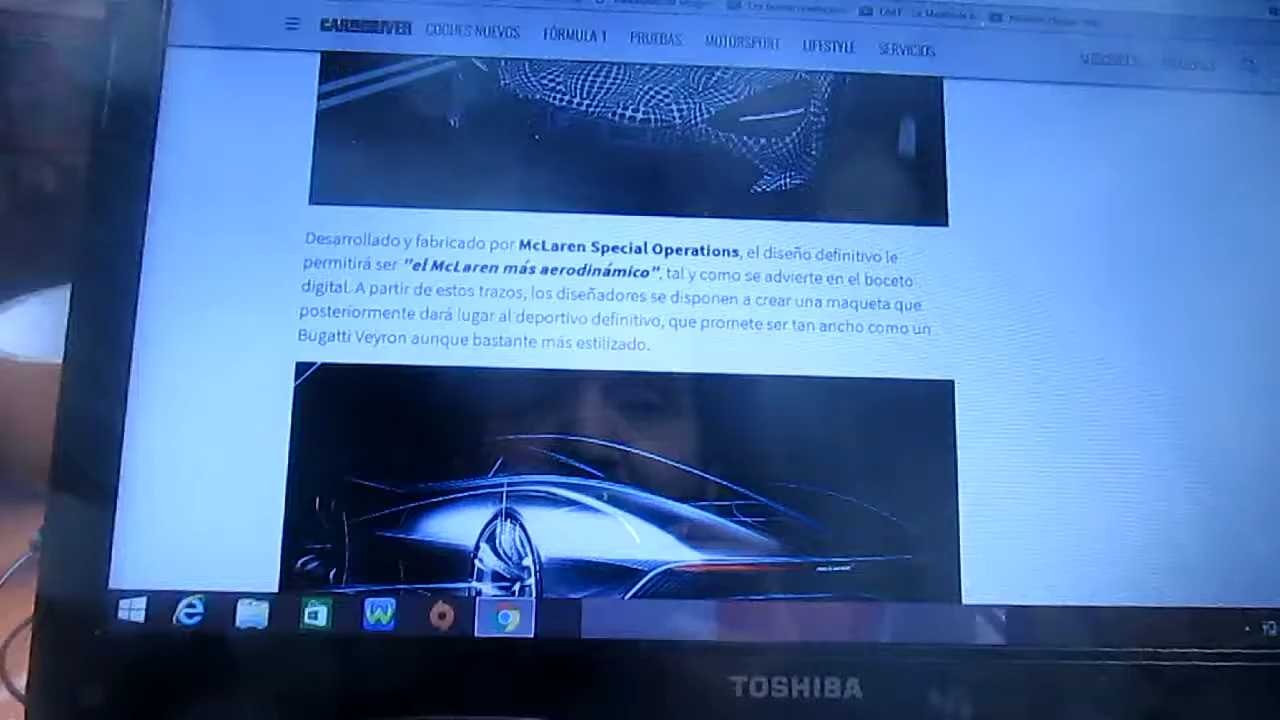 CARANDDRIVER COCHES NUEVOS FÓRMULA 1 PRUEBAS MOTORSPORT LIFESTYLE SERVICIOS
Desarrollado y fabricado por McLaren Special Operations, el diseño definitivo le
permitirá ser "el McLaren más aerodinámico", tal y como se advierte en el boceto
digital. A partir de estos trazos, los diseñadores se disponen a crear una maqueta que
posteriormente dará lugar al deportivo definitivo, que promete ser tan ancho como un
Bugatti Veyron aunque bastante más estilizado.
TOSHIBA